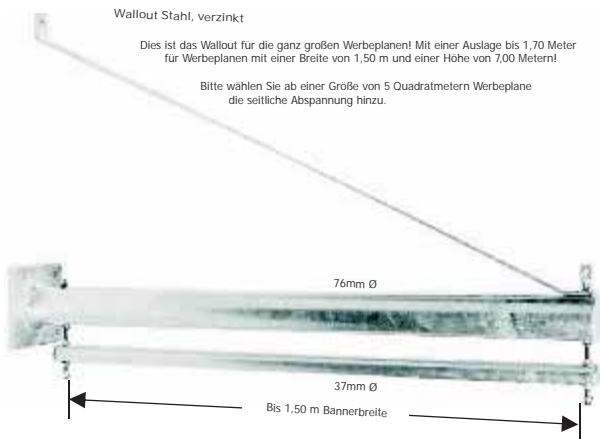 Wallout Stahl, verzinkt
Dies ist das Wallout für die ganz großen Werbeplanen! Mit einer Auslage bis 1,70 Meter
für Werbeplanen mit einer Breite von 1,50 m und einer Höhe von 7,00 Metern!
Bitte wählen Sie ab einer Größe von 5 Quadratmetern Werbeplane
die seitliche Abspannung hinzu.
76mm Ø
37mm Ø
Bis 1,50 m Bannerbreite